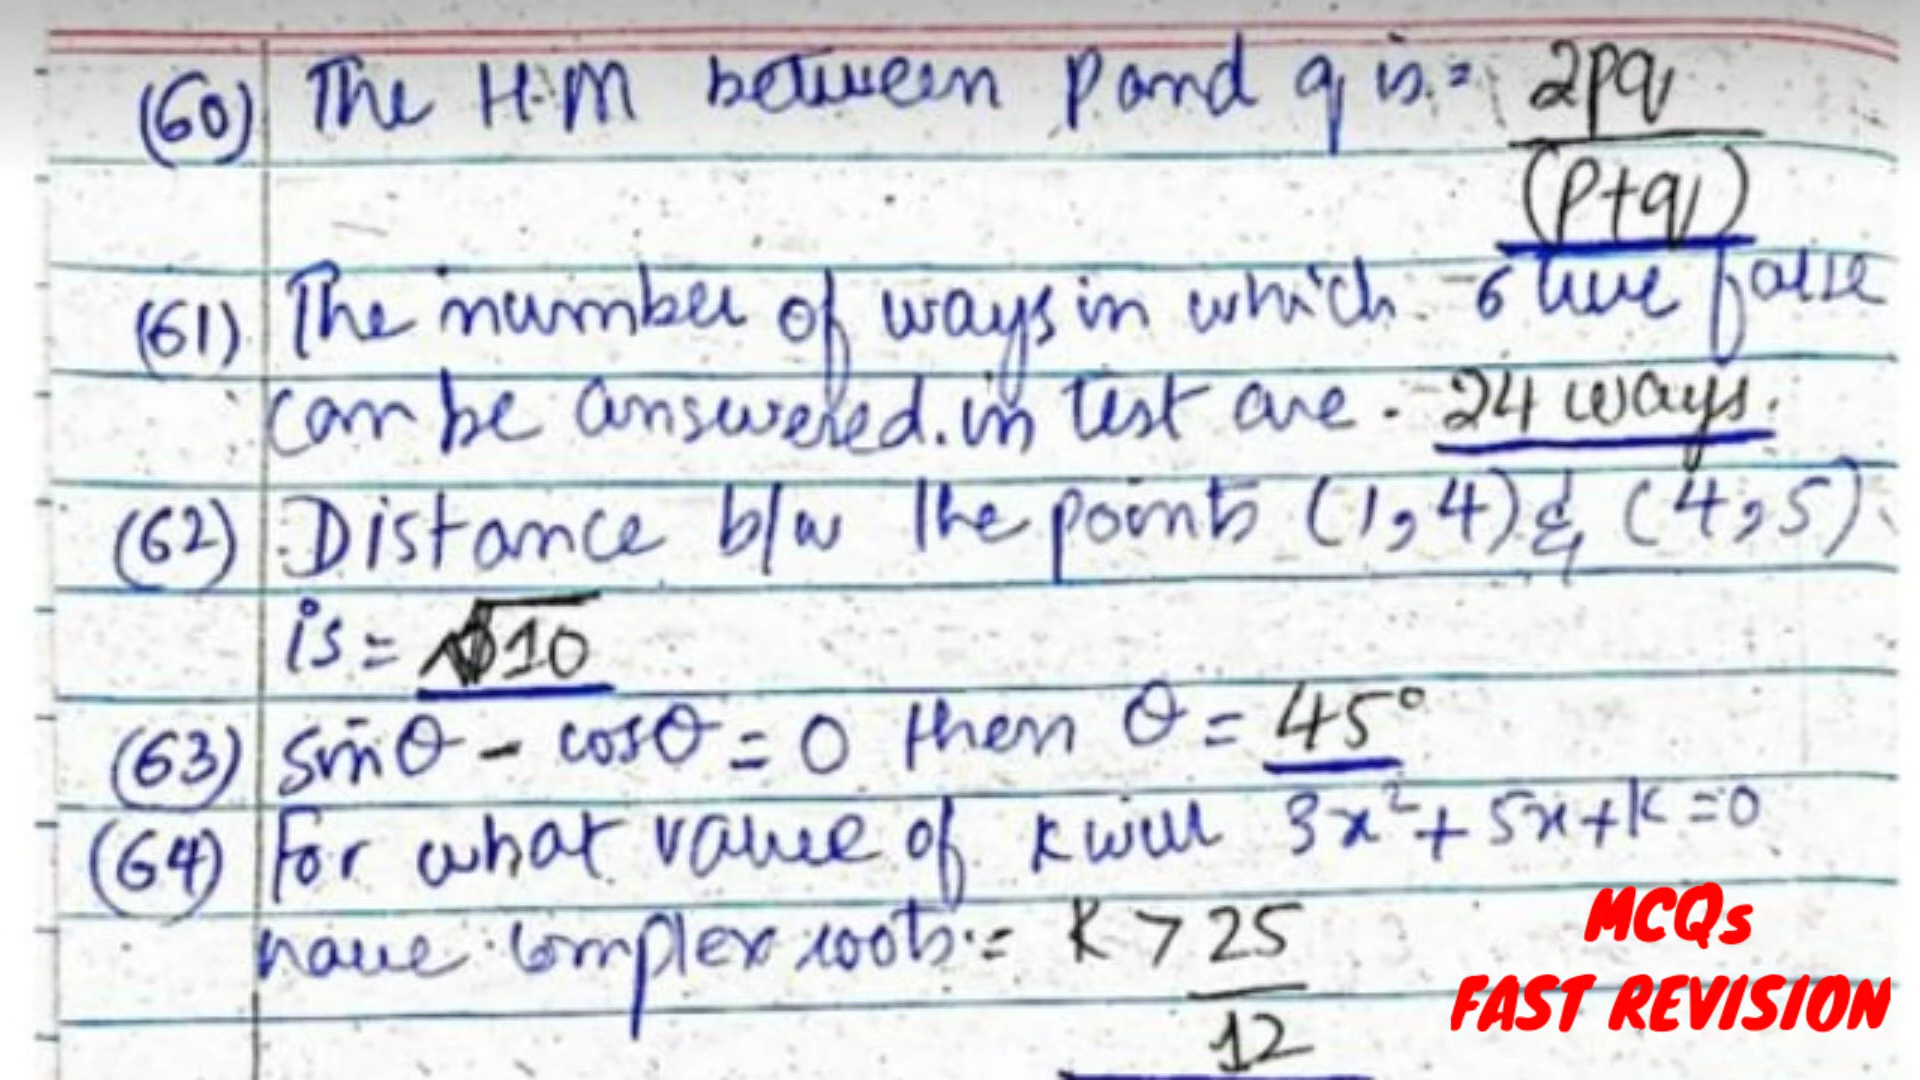 (60) The H.M between p and q is = 2pq
(p+q)
(61) The number of ways in which 6 true false
can be answered in test are - 24 ways.
(62) Distance b/w the points (1,4) & (4,5)
is = √10
(63) sinθ - cosθ = 0 then θ = 45°
(64) For what value of k will 3x²+5x+k=0
have complex roots = K > 25
12
MCQs
FAST REVISION